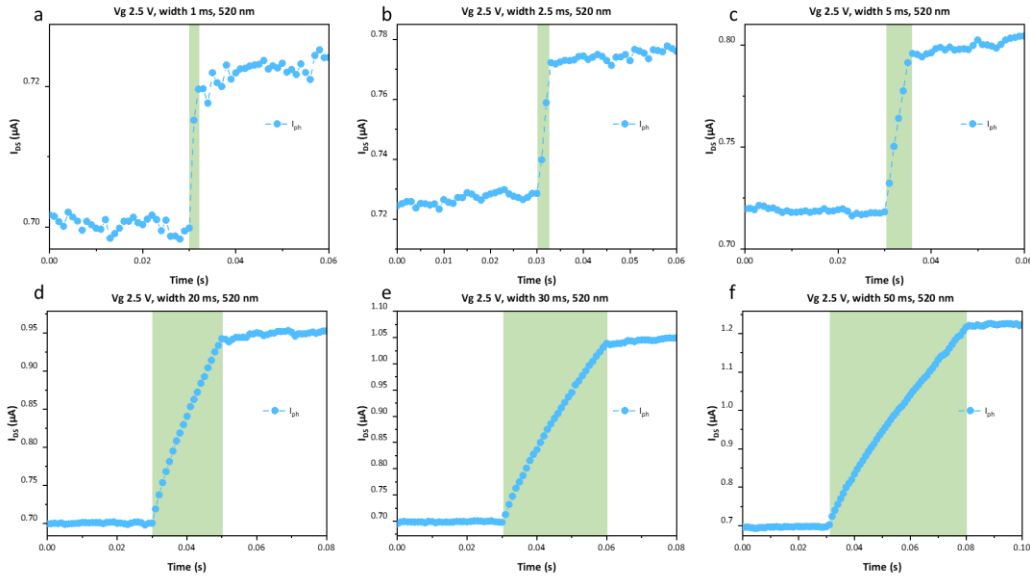 a
Vg 2.5 V, width 1 ms, 520 nm
0.72
0.70
I_DS (μA)
I_ph
0.00 0.02 0.04 0.06
Time (s)
b
Vg 2.5 V, width 2.5 ms, 520 nm
0.78
0.76
0.74
0.72
I_DS (μA)
I_ph
0.00 0.01 0.02 0.03 0.04 0.05 0.06
Time (s)
c
Vg 2.5 V, width 5 ms, 520 nm
0.80
0.75
0.70
I_DS (μA)
I_ph
0.00 0.02 0.04 0.06
Time (s)
d
Vg 2.5 V, width 20 ms, 520 nm
0.95
0.90
0.85
0.80
0.75
0.70
I_DS (μA)
I_ph
0.00 0.02 0.04 0.06 0.08
Time (s)
e
Vg 2.5 V, width 30 ms, 520 nm
1.10
1.05
1.00
0.95
0.90
0.85
0.80
0.75
0.70
I_DS (μA)
I_ph
0.00 0.02 0.04 0.06 0.08
Time (s)
f
Vg 2.5 V, width 50 ms, 520 nm
1.2
1.1
1.0
0.9
0.8
0.7
I_DS (μA)
I_ph
0.00 0.02 0.04 0.06 0.08 0.10
Time (s)